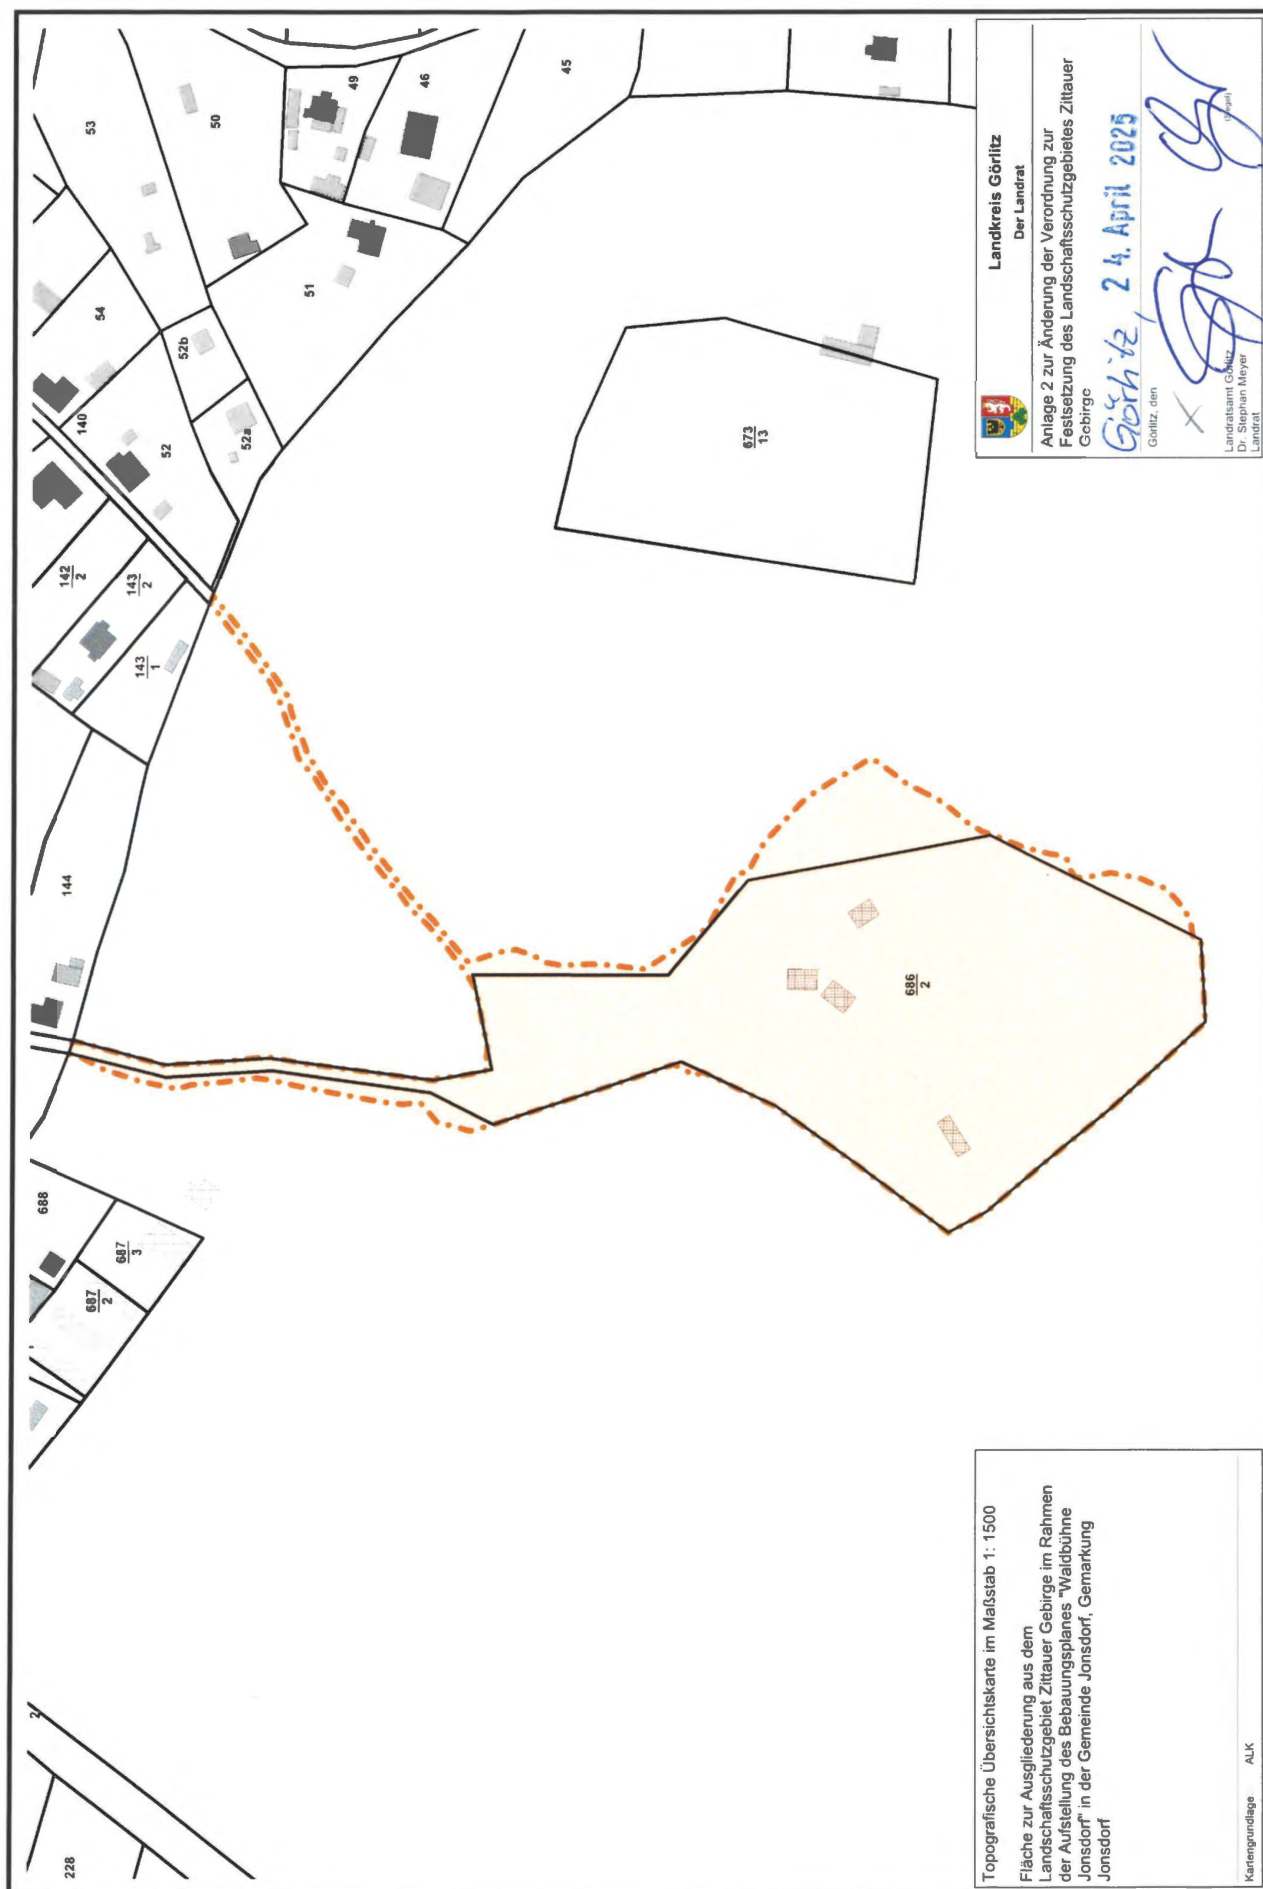 Topografische Übersichtskarte im Maßstab 1: 1500
Fläche zur Ausgliederung aus dem
Landschaftsschutzgebiet Zittauer Gebirge im Rahmen
der Aufstellung des Bebauungsplanes "Waldbühne
Jonsdorf" in der Gemeinde Jonsdorf, Gemarkung
Jonsdorf
Kartengrundlage ALK
Landkreis Görlitz
Der Landrat
Anlage 2 zur Änderung der Verordnung zur
Festsetzung des Landschaftsschutzgebietes Zittauer
Gebirge
Görlitz, 24. April 2025
Görlitz, den
Landratsamt Görlitz
Dr. Stephan Meyer
Landrat
(Siegel)
228
2
687
2
687
3
688
144
143
1
143
2
142
2
140
52
52a
52b
54
53
50
51
49
46
45
673
13
686
2